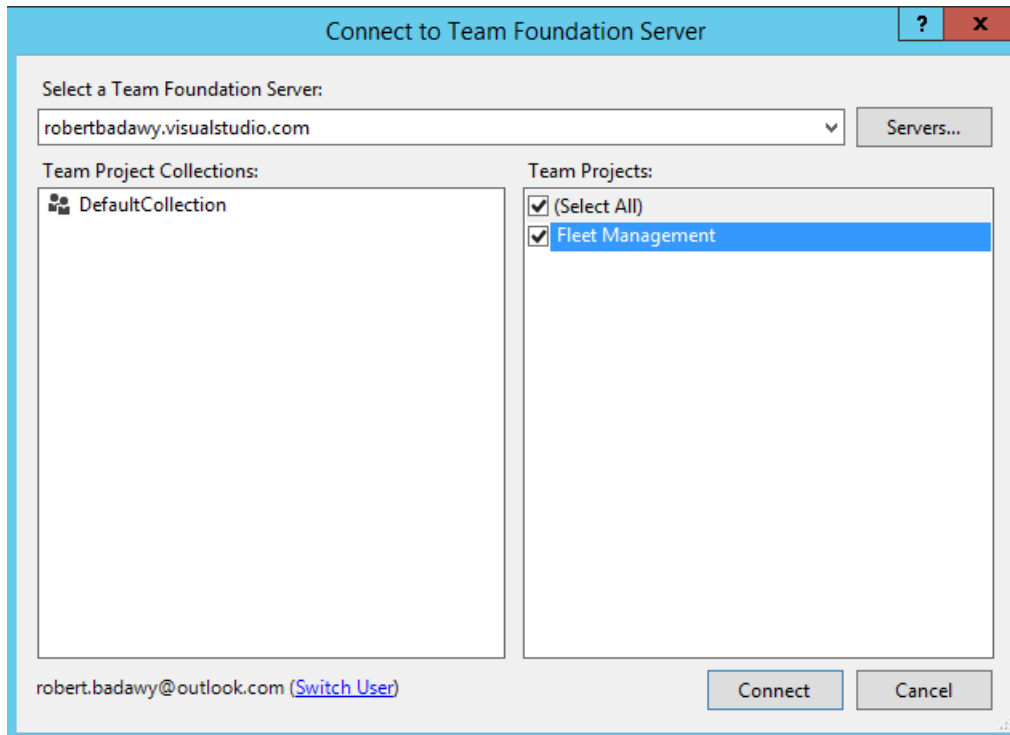 Connect to Team Foundation Server
? x
Select a Team Foundation Server:
robertbadawy.visualstudio.com
Servers...
Team Project Collections:
DefaultCollection
Team Projects:
(Select All)
Fleet Management
robert.badawy@outlook.com (Switch User)
Connect
Cancel